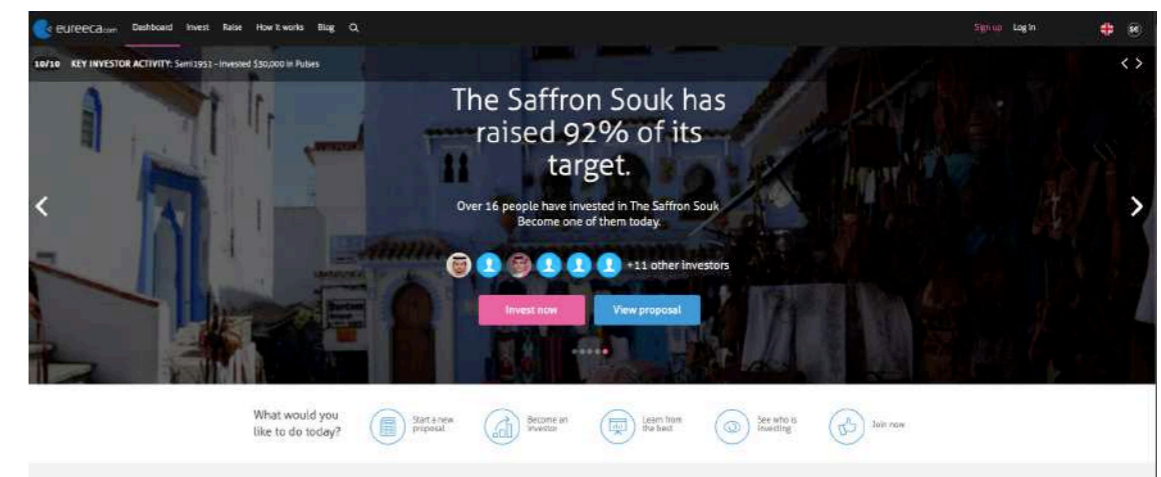 eureeca.com Dashboard Invest Raise How it works Blog Sign up Log in
10/10 KEY INVESTOR ACTIVITY: Sami1951 - Invested $30,000 in Pulses
The Saffron Souk has
raised 92% of its
target.
Over 16 people have invested in The Saffron Souk
Become one of them today.
+11 other investors
Invest now View proposal
What would you
like to do today?
Start a new
proposal
Become an
investor
Learn from
the best
See who is
investing
Join now